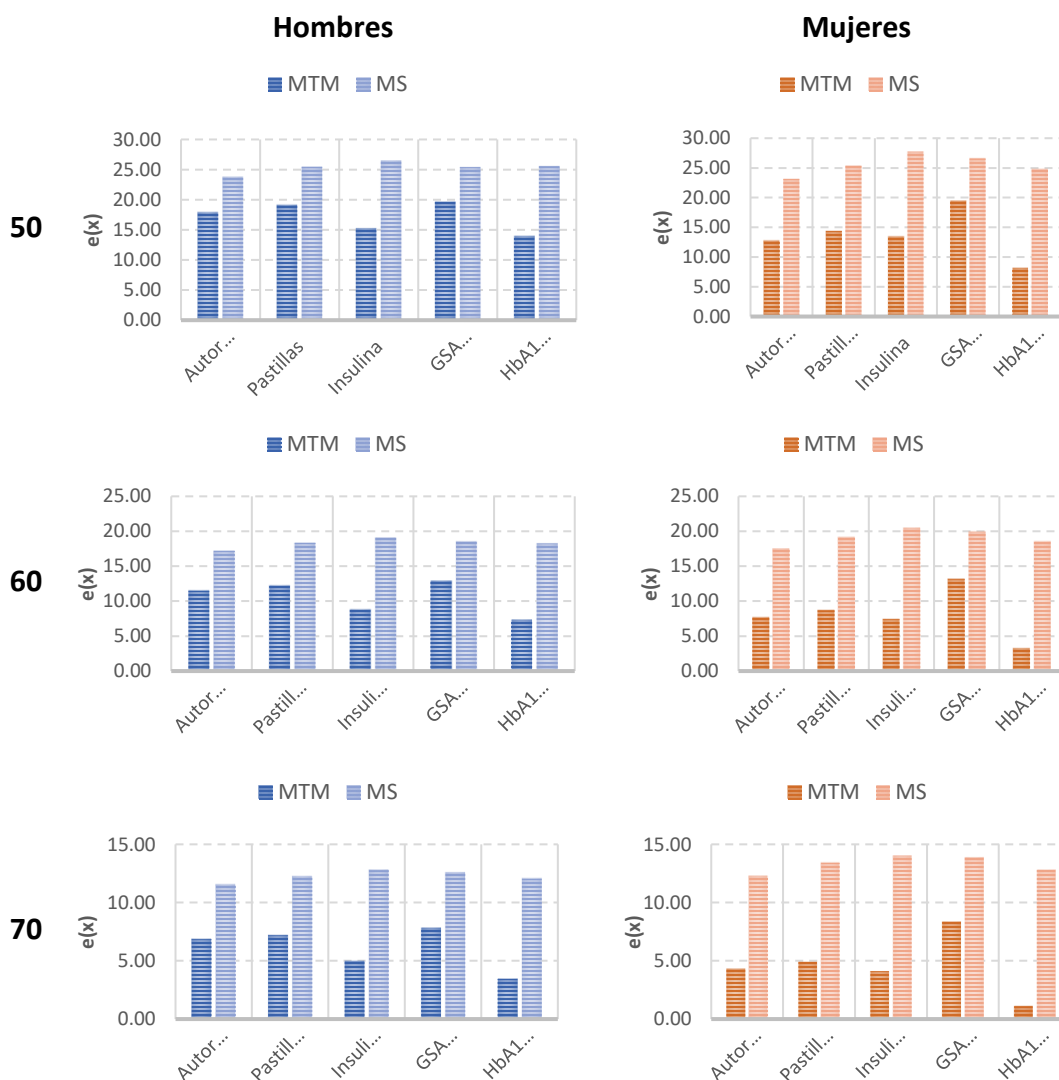 Hombres
Mujeres
50
MTM MS
30.00
25.00
20.00
15.00
10.00
5.00
0.00
e(x)
Autor...
Pastillas
Insulina
GSA...
HbA1...
MTM MS
30.00
25.00
20.00
15.00
10.00
5.00
0.00
e(x)
Autor...
Pastill...
Insulina
GSA...
HbA1...
60
MTM MS
25.00
20.00
15.00
10.00
5.00
0.00
e(x)
Autor...
Pastill...
Insuli...
GSA...
HbA1...
MTM MS
25.00
20.00
15.00
10.00
5.00
0.00
e(x)
Autor...
Pastill...
Insuli...
GSA...
HbA1...
70
MTM MS
15.00
10.00
5.00
0.00
e(x)
Autor...
Pastill...
Insuli...
GSA...
HbA1...
MTM MS
15.00
10.00
5.00
0.00
e(x)
Autor...
Pastill...
Insuli...
GSA...
HbA1...